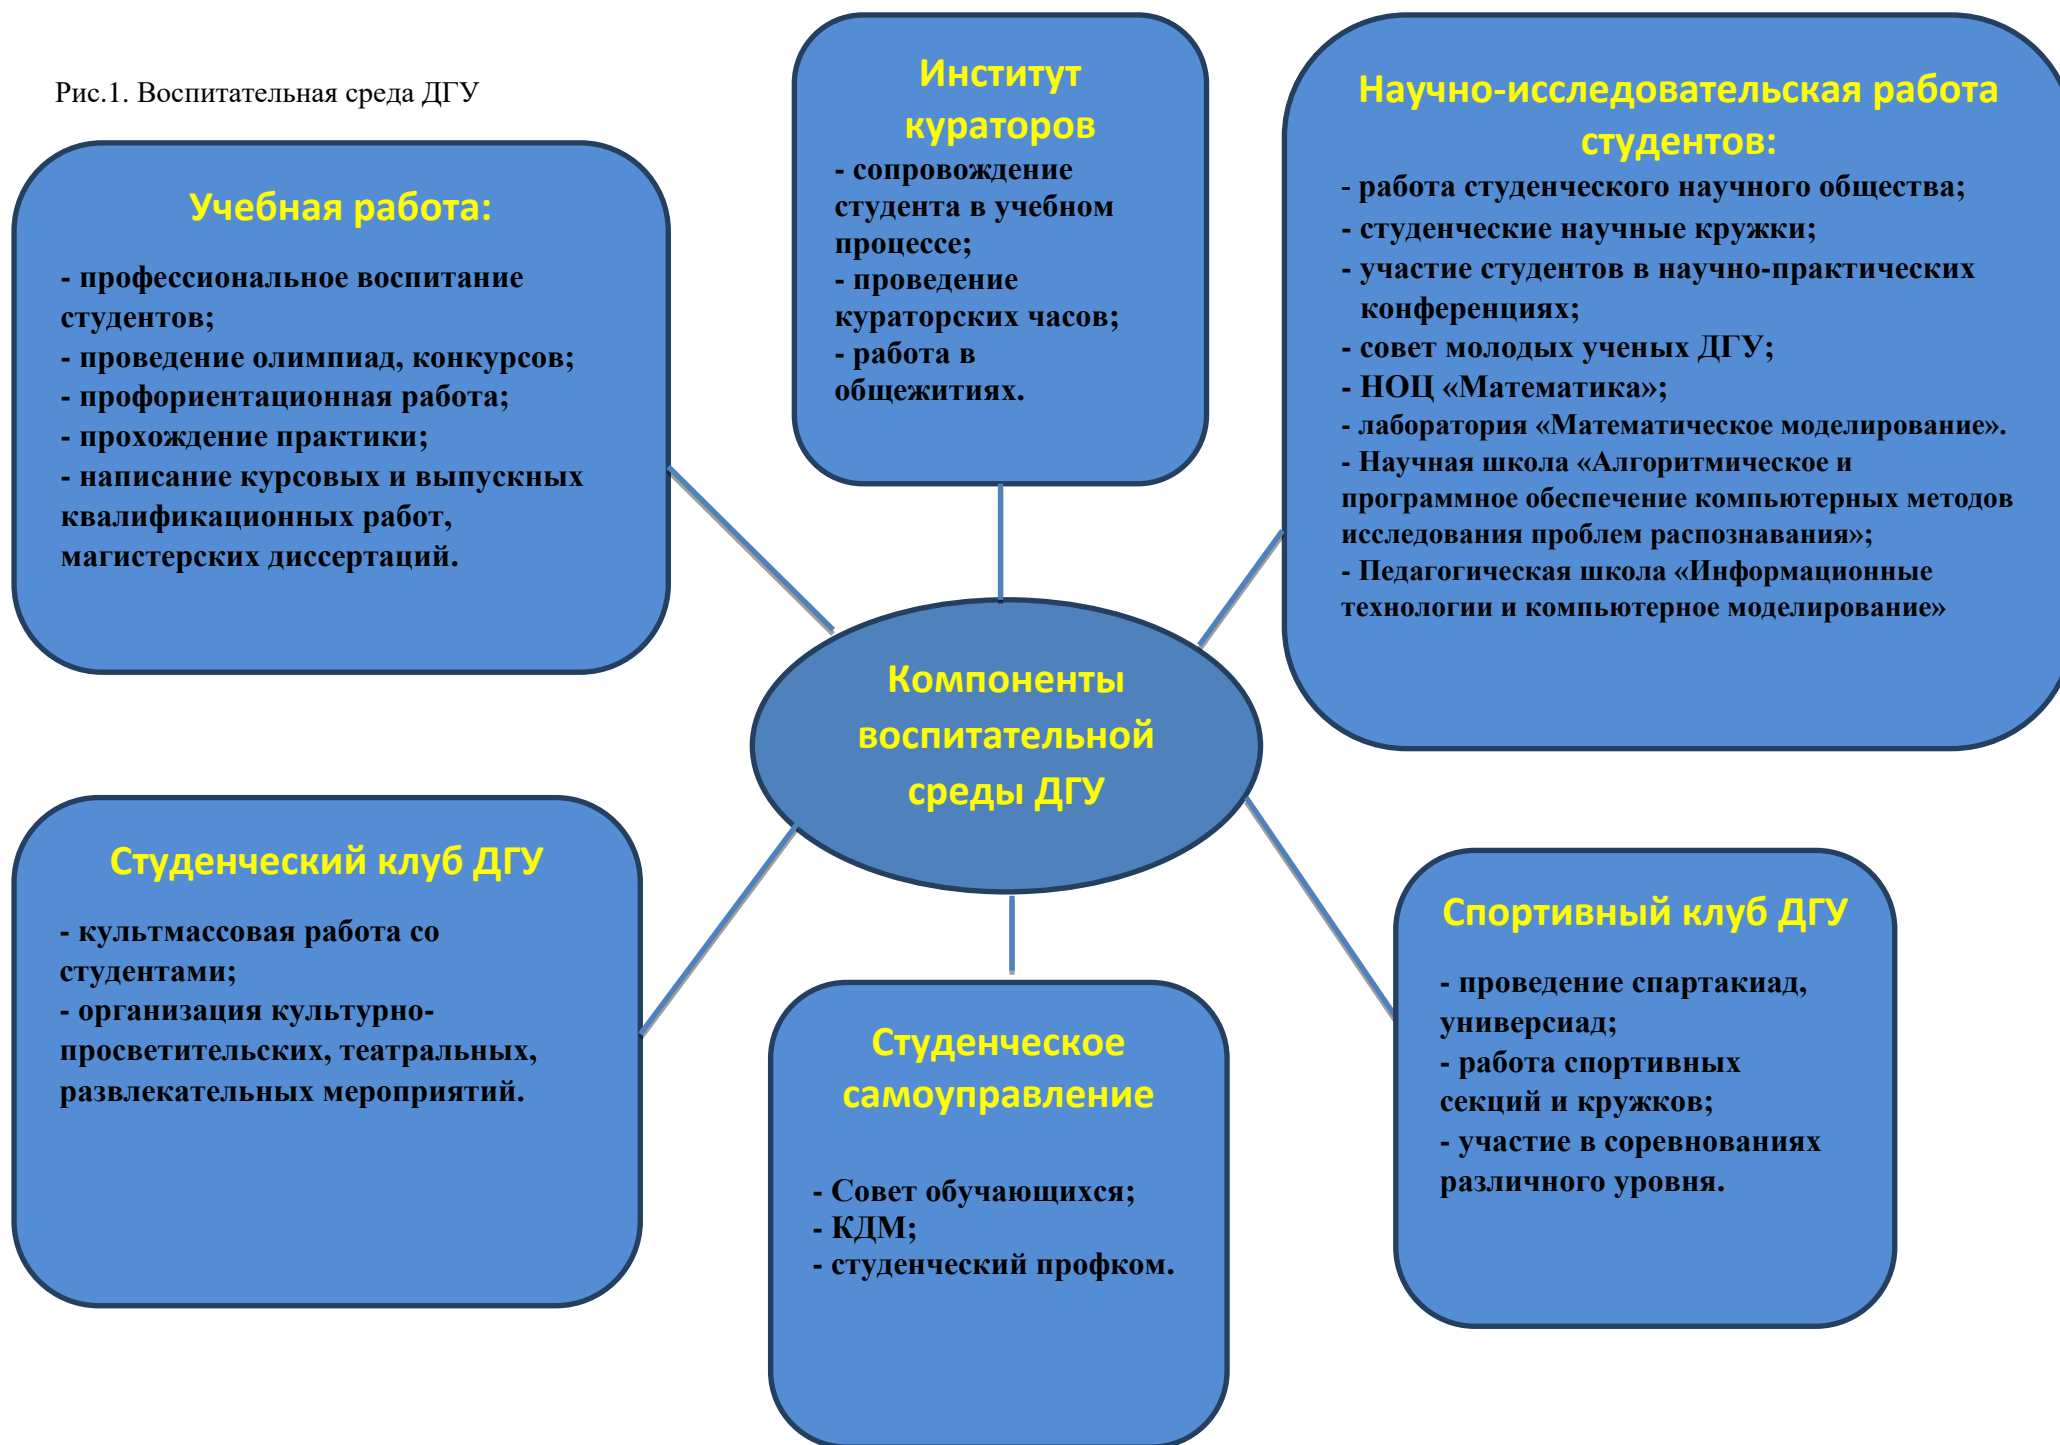 Рис.1. Воспитательная среда ДГУ
Учебная работа:
- профессиональное воспитание
студентов;
- проведение олимпиад, конкурсов;
- профориентационная работа;
- прохождение практики;
- написание курсовых и выпускных
квалификационных работ,
магистерских диссертаций.
Институт
кураторов
- сопровождение
студента в учебном
процессе;
- проведение
кураторских часов;
- работа в
общежитиях.
Научно-исследовательская работа
студентов:
- работа студенческого научного общества;
- студенческие научные кружки;
- участие студентов в научно-практических
конференциях;
- совет молодых ученых ДГУ;
- НОЦ «Математика»;
- лаборатория «Математическое моделирование».
- Научная школа «Алгоритмическое и
программное обеспечение компьютерных методов
исследования проблем распознавания»;
- Педагогическая школа «Информационные
технологии и компьютерное моделирование»
Компоненты
воспитательной
среды ДГУ
Студенческий клуб ДГУ
- культмассовая работа со
студентами;
- организация культурно-
просветительских, театральных,
развлекательных мероприятий.
Студенческое
самоуправление
- Совет обучающихся;
- КДМ;
- студенческий профком.
Спортивный клуб ДГУ
- проведение спартакиад,
универсиад;
- работа спортивных
секций и кружков;
- участие в соревнованиях
различного уровня.